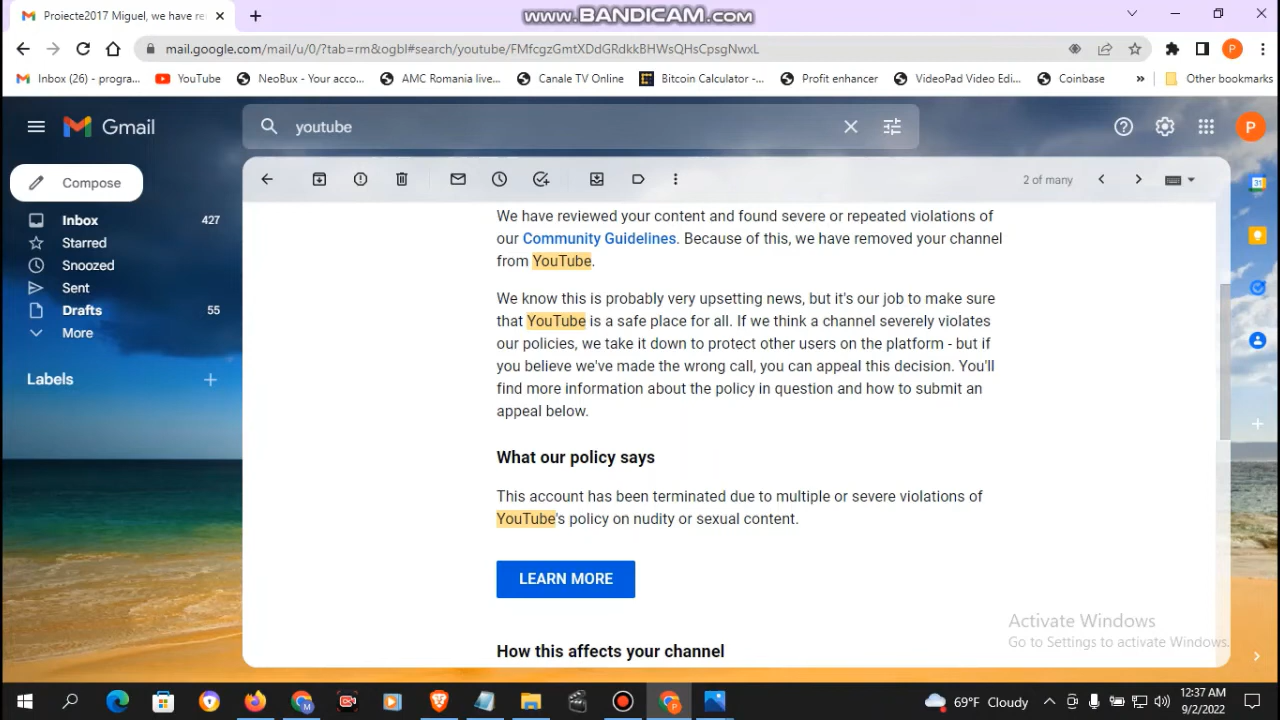 www.BANDICAM.com
Proiecte2017 Miguel, we have re
mail.google.com/mail/u/0/?tab=rm&ogbl#search/youtube/FMfcgzGmtXDdGRdkkBHWsQHsCpsgNwxL
P
Inbox (26) - progra...
YouTube
NeoBux - Your acco...
AMC Romania live...
Canale TV Online
Bitcoin Calculator -...
Profit enhancer
VideoPad Video Edi...
Coinbase
»
Other bookmarks
Gmail
youtube
P
Compose
2 of many
Inbox 427
Starred
Snoozed
Sent
Drafts 55
More
Labels
31
We have reviewed your content and found severe or repeated violations of
our Community Guidelines. Because of this, we have removed your channel
from YouTube.
We know this is probably very upsetting news, but it's our job to make sure
that YouTube is a safe place for all. If we think a channel severely violates
our policies, we take it down to protect other users on the platform - but if
you believe we've made the wrong call, you can appeal this decision. You'll
find more information about the policy in question and how to submit an
appeal below.
What our policy says
This account has been terminated due to multiple or severe violations of
YouTube's policy on nudity or sexual content.
LEARN MORE
How this affects your channel
Activate Windows
Go to Settings to activate Windows.
69°F Cloudy
12:37 AM
9/2/2022